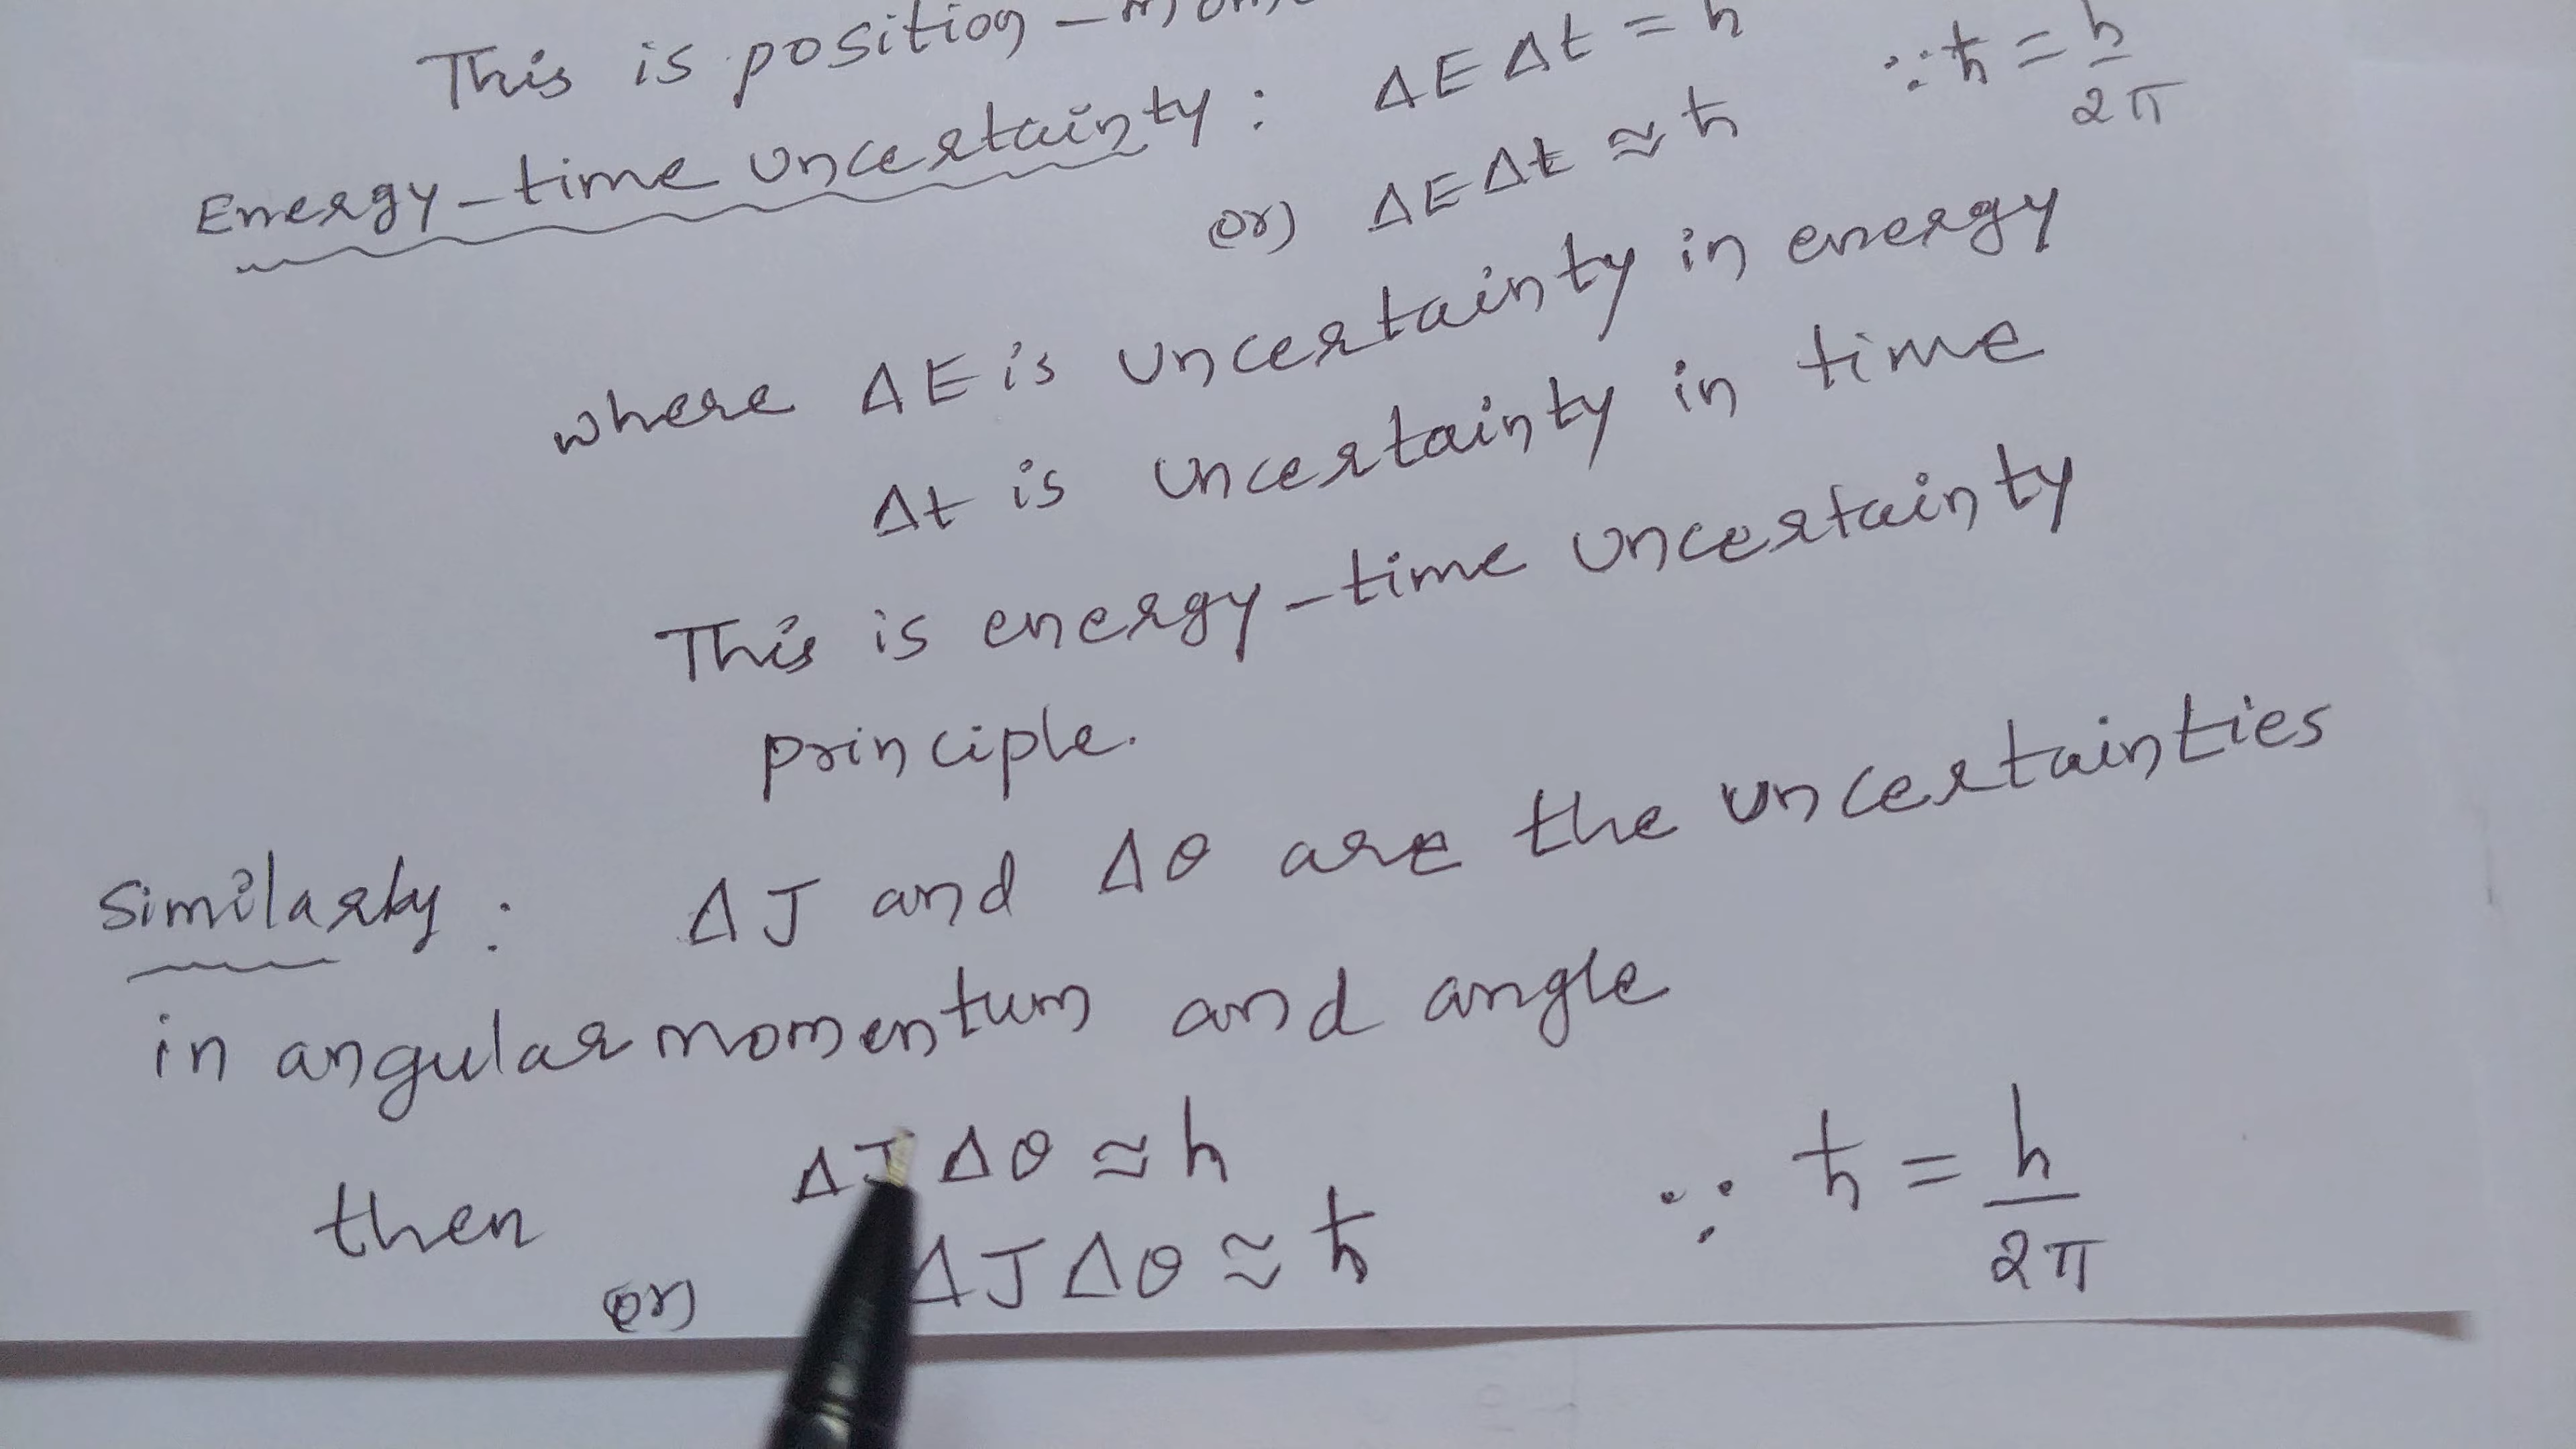 This is position -
Energy-time uncertainty : ΔE Δt = h
or) ΔE Δt ≈ ħ ∵ ħ = h/2π
where ΔE is uncertainty in energy
Δt is uncertainty in time
This is energy-time uncertainty
principle.
Similarly : ΔJ and Δθ are the uncertainties
in angular momentum and angle
then ΔJ Δθ ≈ h
or) ΔJ Δθ ≈ ħ ∵ ħ = h/2π